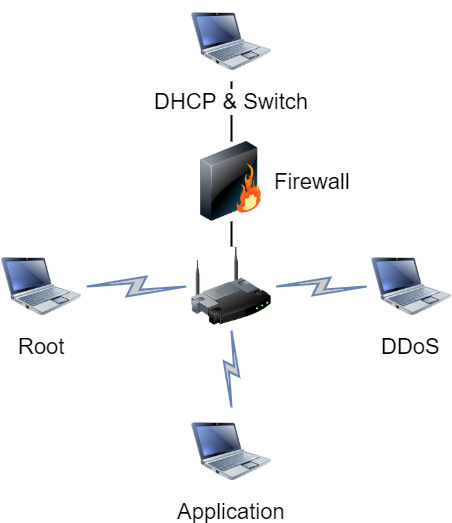 DHCP & Switch
Firewall
Root
DDoS
Application